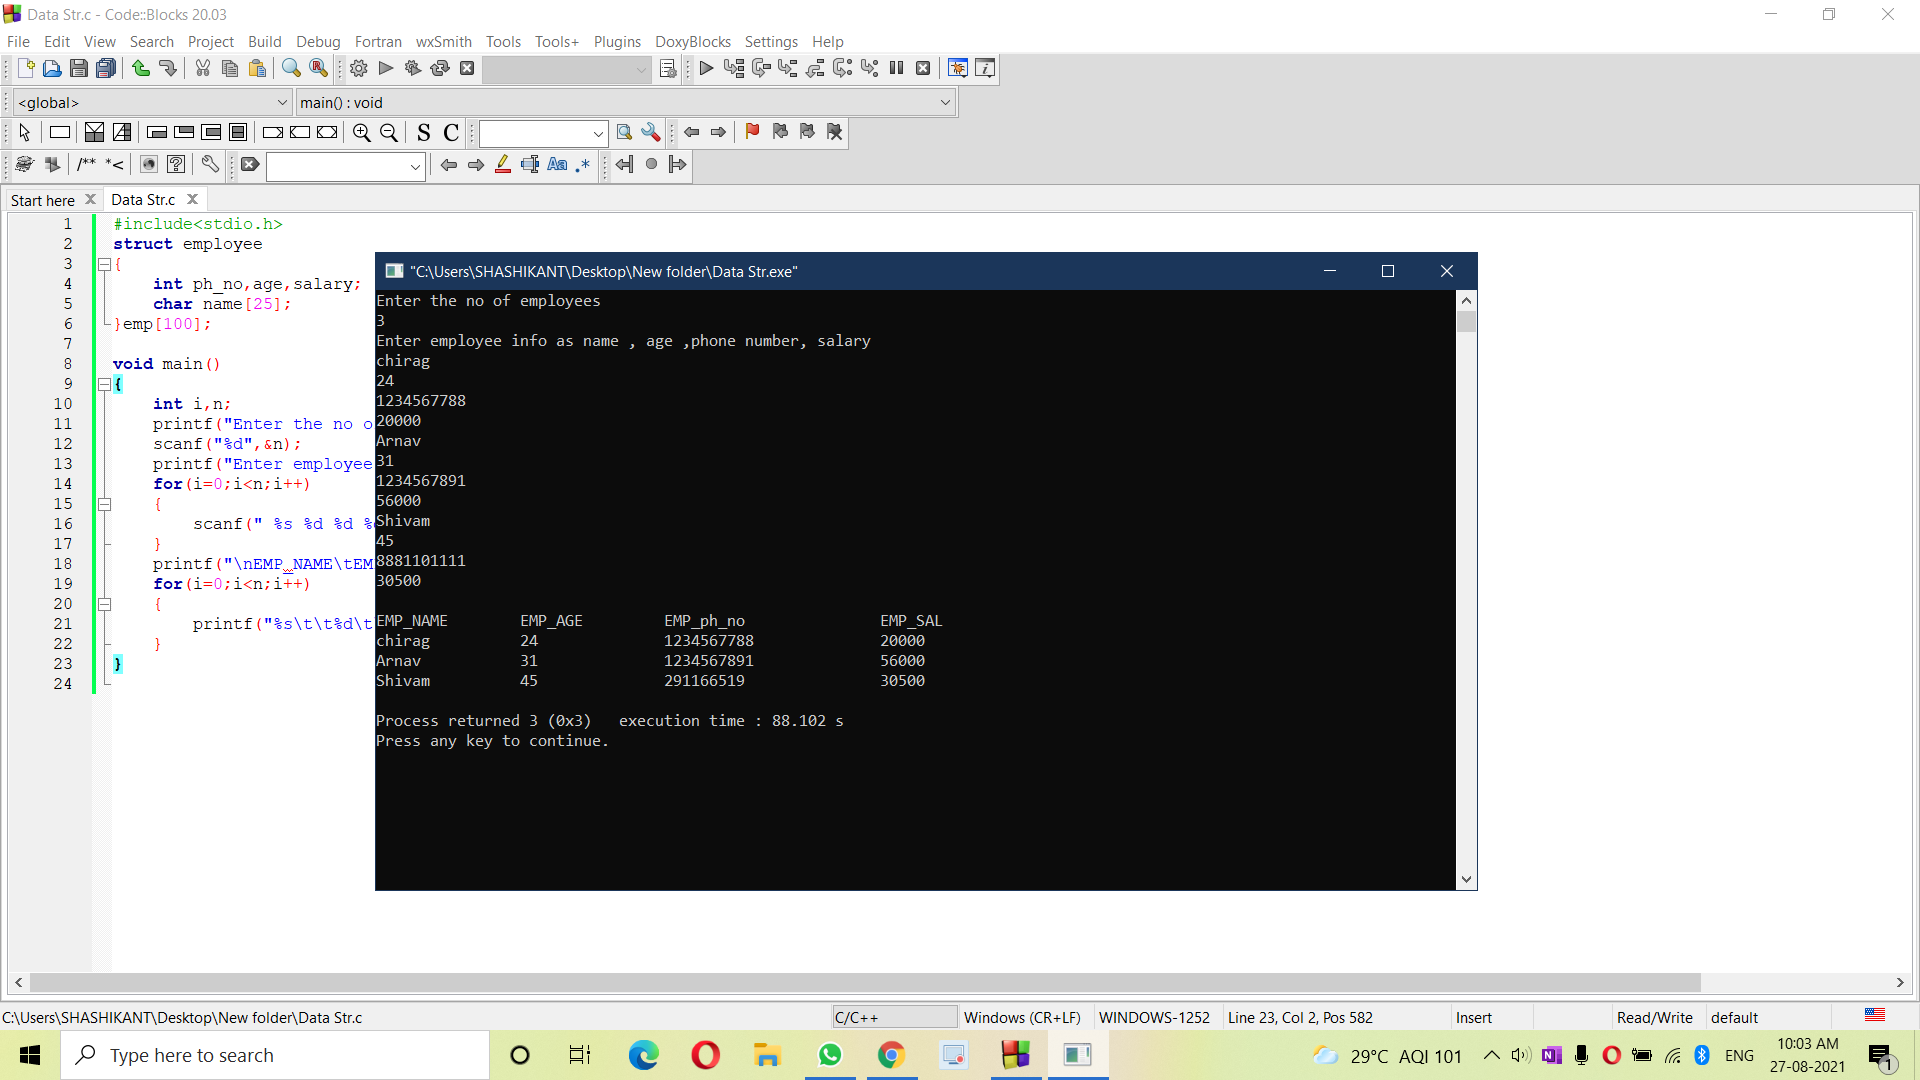 Data Str.c - Code::Blocks 20.03
File Edit View Search Project Build Debug Fortran wxSmith Tools Tools+ Plugins DoxyBlocks Settings Help
<global> main() : void
S C
/** *<
Aa .*
Start here Data Str.c
1 #include<stdio.h>
2 struct employee
3 {
4 int ph_no,age,salary;
5 char name[25];
6 }emp[100];
7
8 void main()
9 {
10 int i,n;
11 printf("Enter the no o
12 scanf("%d",&n);
13 printf("Enter employee
14 for(i=0;i<n;i++)
15 {
16 scanf(" %s %d %d %
17 }
18 printf("\nEMP_NAME\tEM
19 for(i=0;i<n;i++)
20 {
21 printf("%s\t\t%d\t
22 }
23 }
24
"C:\Users\SHASHIKANT\Desktop\New folder\Data Str.exe"
Enter the no of employees
3
Enter employee info as name , age ,phone number, salary
chirag
24
1234567788
20000
Arnav
31
1234567891
56000
Shivam
45
8881101111
30500
EMP_NAME EMP_AGE EMP_ph_no EMP_SAL
chirag 24 1234567788 20000
Arnav 31 1234567891 56000
Shivam 45 291166519 30500
Process returned 3 (0x3) execution time : 88.102 s
Press any key to continue.
C:\Users\SHASHIKANT\Desktop\New folder\Data Str.c C/C++ Windows (CR+LF) WINDOWS-1252 Line 23, Col 2, Pos 582 Insert Read/Write default
Type here to search
29°C AQI 101 ENG
10:03 AM
27-08-2021
1